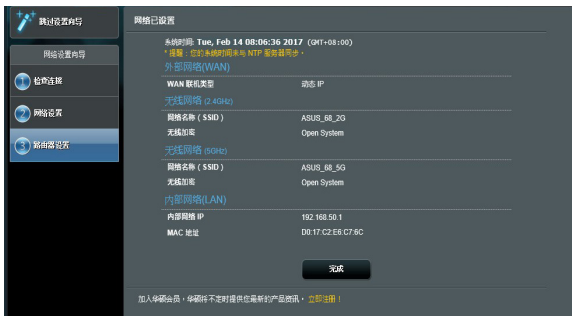 跳过设置向导
网络设置向导
1 检查连接
2 网络设置
3 路由器设置
网络已设置
系统时间: Tue, Feb 14 08:06:36 2017 (GMT+08:00)
* 提醒：您的系统时间未与 NTP 服务器同步。
外部网络(WAN)
WAN 联机类型 动态 IP
无线网络 (2.4GHz)
网络名称（SSID） ASUS_68_2G
无线加密 Open System
无线网络 (5GHz)
网络名称（SSID） ASUS_68_5G
无线加密 Open System
内部网络(LAN)
内部网络 IP 192.168.50.1
MAC 地址 D0:17:C2:E6:C7:6C
完成
加入华硕会员，华硕将不定时提供您最新的产品资讯， 立即注册！